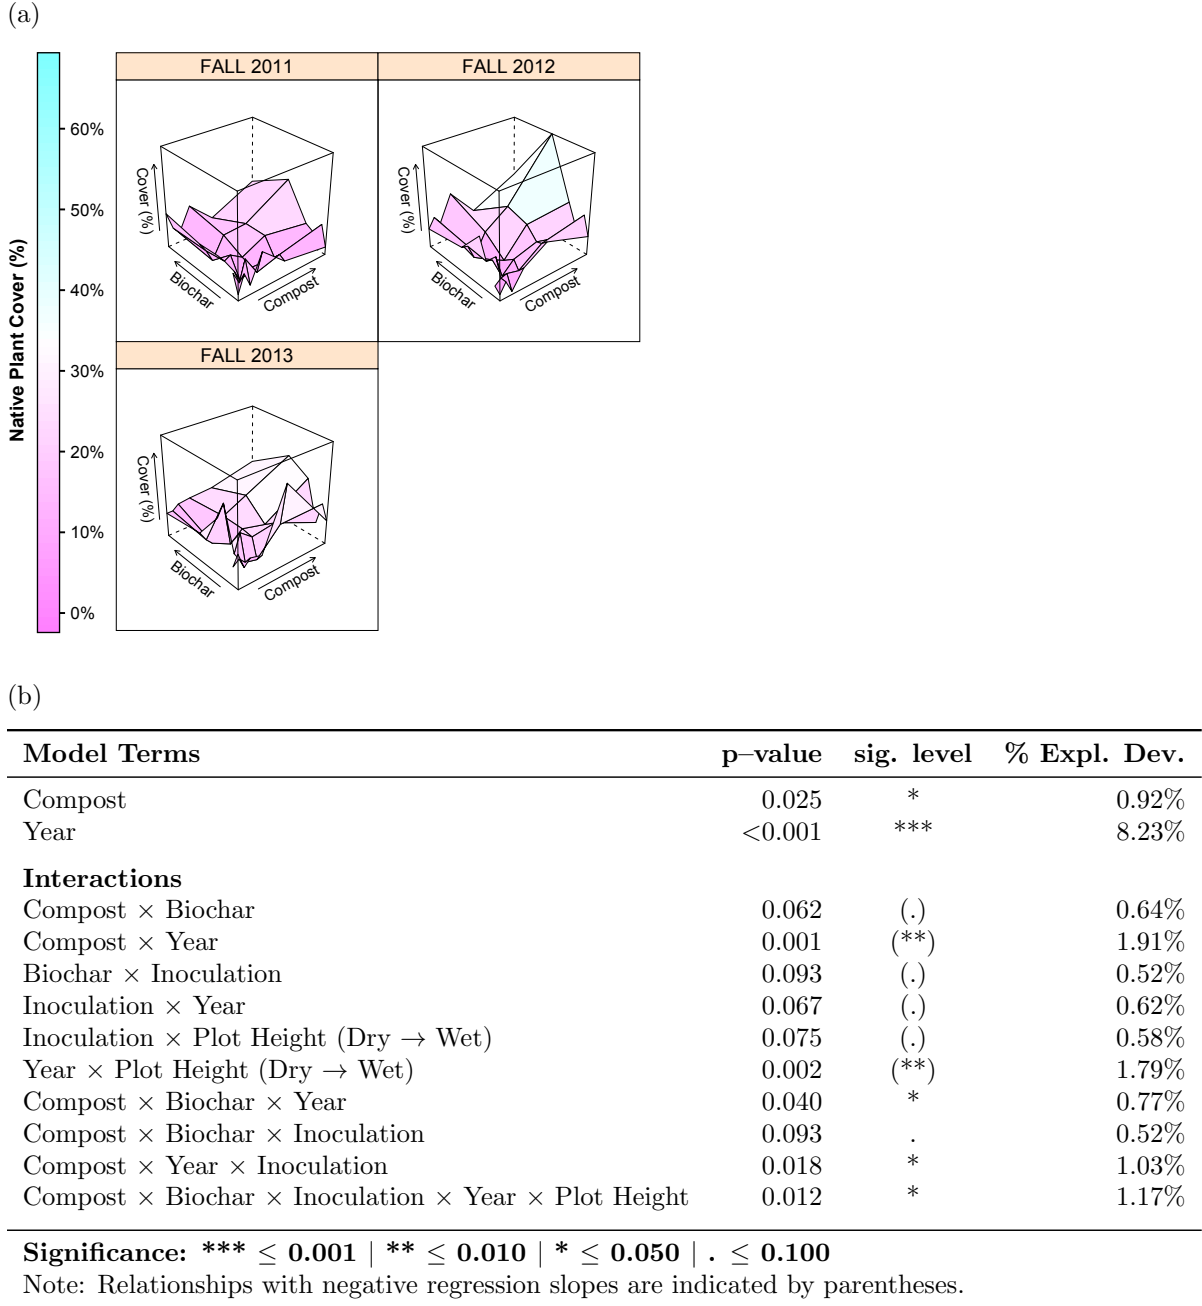 (a)
FALL 2011 FALL 2012
Native Plant Cover (%)
60%
50%
40%
30%
20%
10%
0%
Cover (%)
Biochar
Compost
Cover (%)
Biochar
Compost
FALL 2013
Cover (%)
Biochar
Compost
(b)
Model Terms p–value sig. level % Expl. Dev.
Compost 0.025 * 0.92%
Year <0.001 *** 8.23%
Interactions
Compost × Biochar 0.062 (.) 0.64%
Compost × Year 0.001 (**) 1.91%
Biochar × Inoculation 0.093 (.) 0.52%
Inoculation × Year 0.067 (.) 0.62%
Inoculation × Plot Height (Dry → Wet) 0.075 (.) 0.58%
Year × Plot Height (Dry → Wet) 0.002 (**) 1.79%
Compost × Biochar × Year 0.040 * 0.77%
Compost × Biochar × Inoculation 0.093 . 0.52%
Compost × Year × Inoculation 0.018 * 1.03%
Compost × Biochar × Inoculation × Year × Plot Height 0.012 * 1.17%
Significance: *** ≤ 0.001 | ** ≤ 0.010 | * ≤ 0.050 | . ≤ 0.100
Note: Relationships with negative regression slopes are indicated by parentheses.